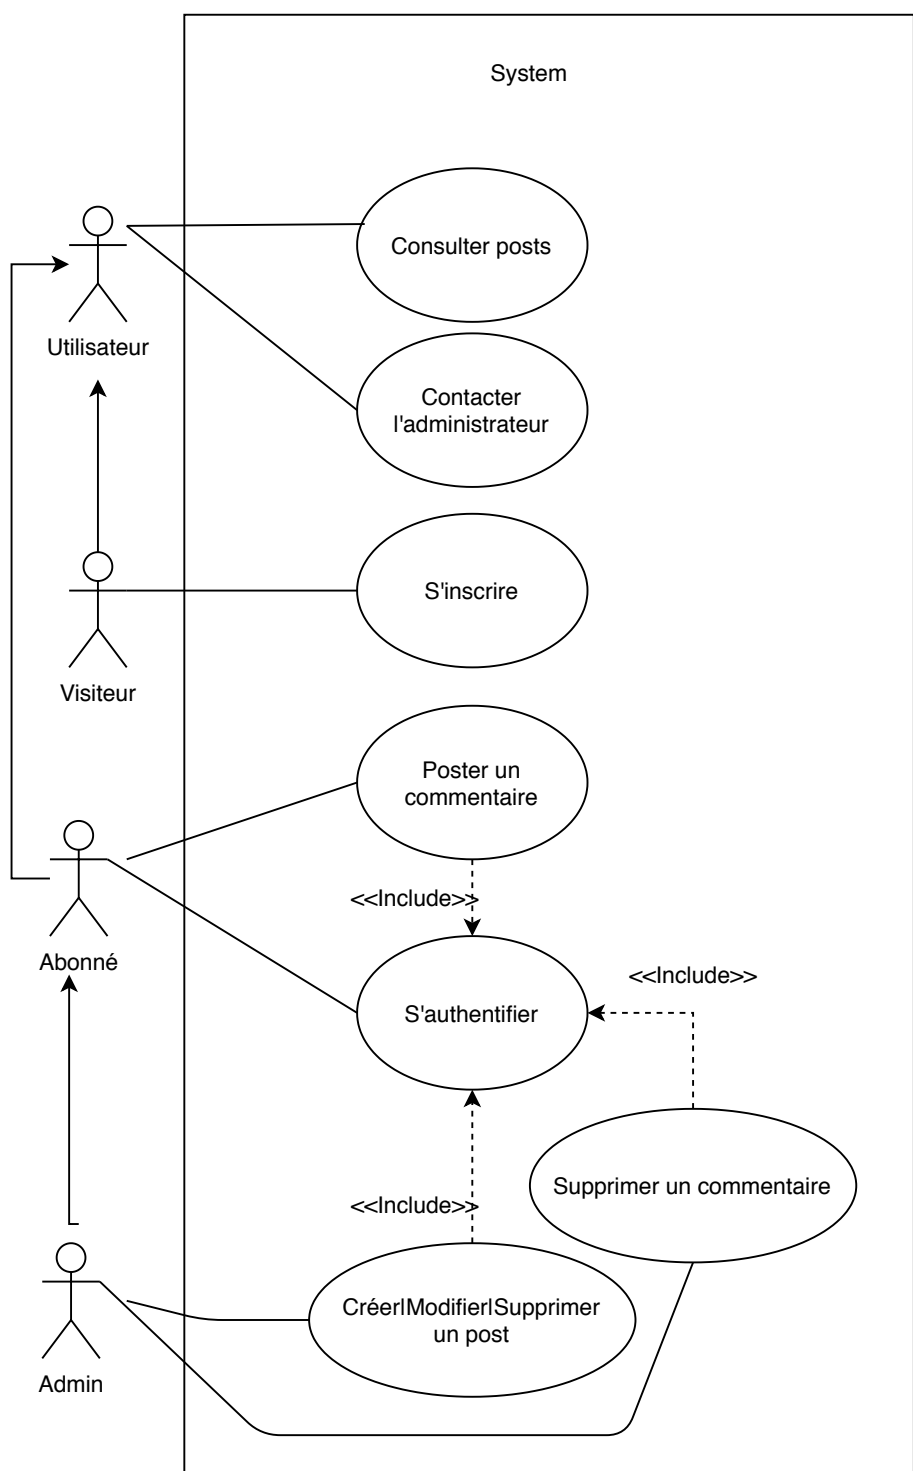 System
Consulter posts
Utilisateur
Contacter
l'administrateur
S'inscrire
Visiteur
Poster un
commentaire
<<Include>>
Abonné
<<Include>>
S'authentifier
Supprimer un commentaire
<<Include>>
Créer|Modifier|Supprimer
un post
Admin